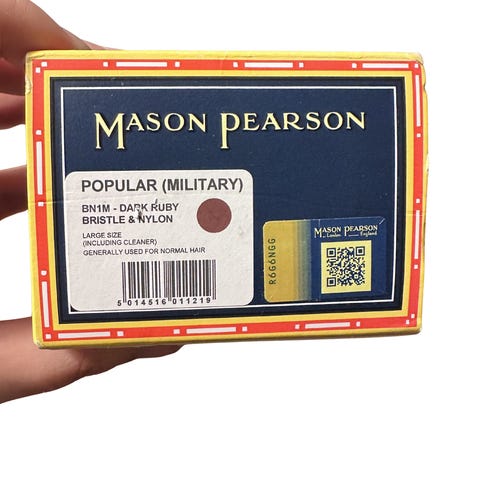 MASON PEARSON
POPULAR (MILITARY)
BN1M - DARK RUBY
BRISTLE & NYLON
LARGE SIZE
(INCLUDING CLEANER)
GENERALLY USED FOR NORMAL HAIR
5 014516 011219
R6G6NGG
MASON PEARSON
London England